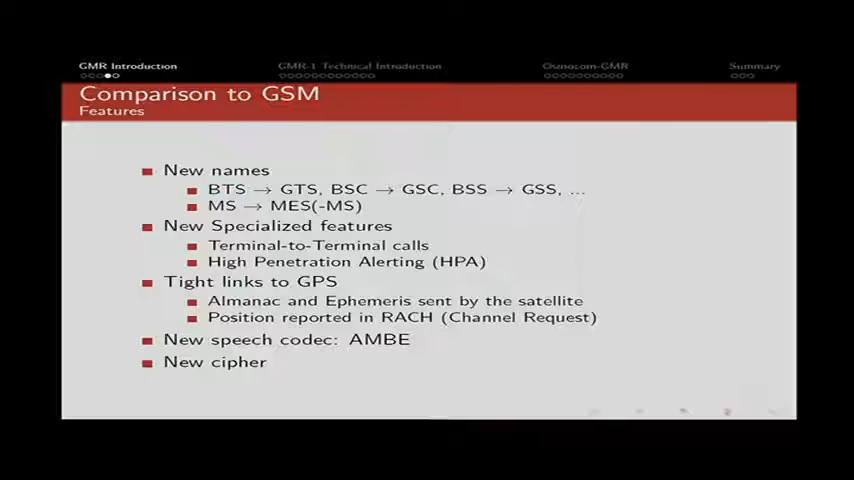 GMR Introduction GMR-1 Technical Introduction Osmocom-GMR Summary
Comparison to GSM
Features
New names
BTS → GTS, BSC → GSC, BSS → GSS, ...
MS → MES(-MS)
New Specialized features
Terminal-to-Terminal calls
High Penetration Alerting (HPA)
Tight links to GPS
Almanac and Ephemeris sent by the satellite
Position reported in RACH (Channel Request)
New speech codec: AMBE
New cipher